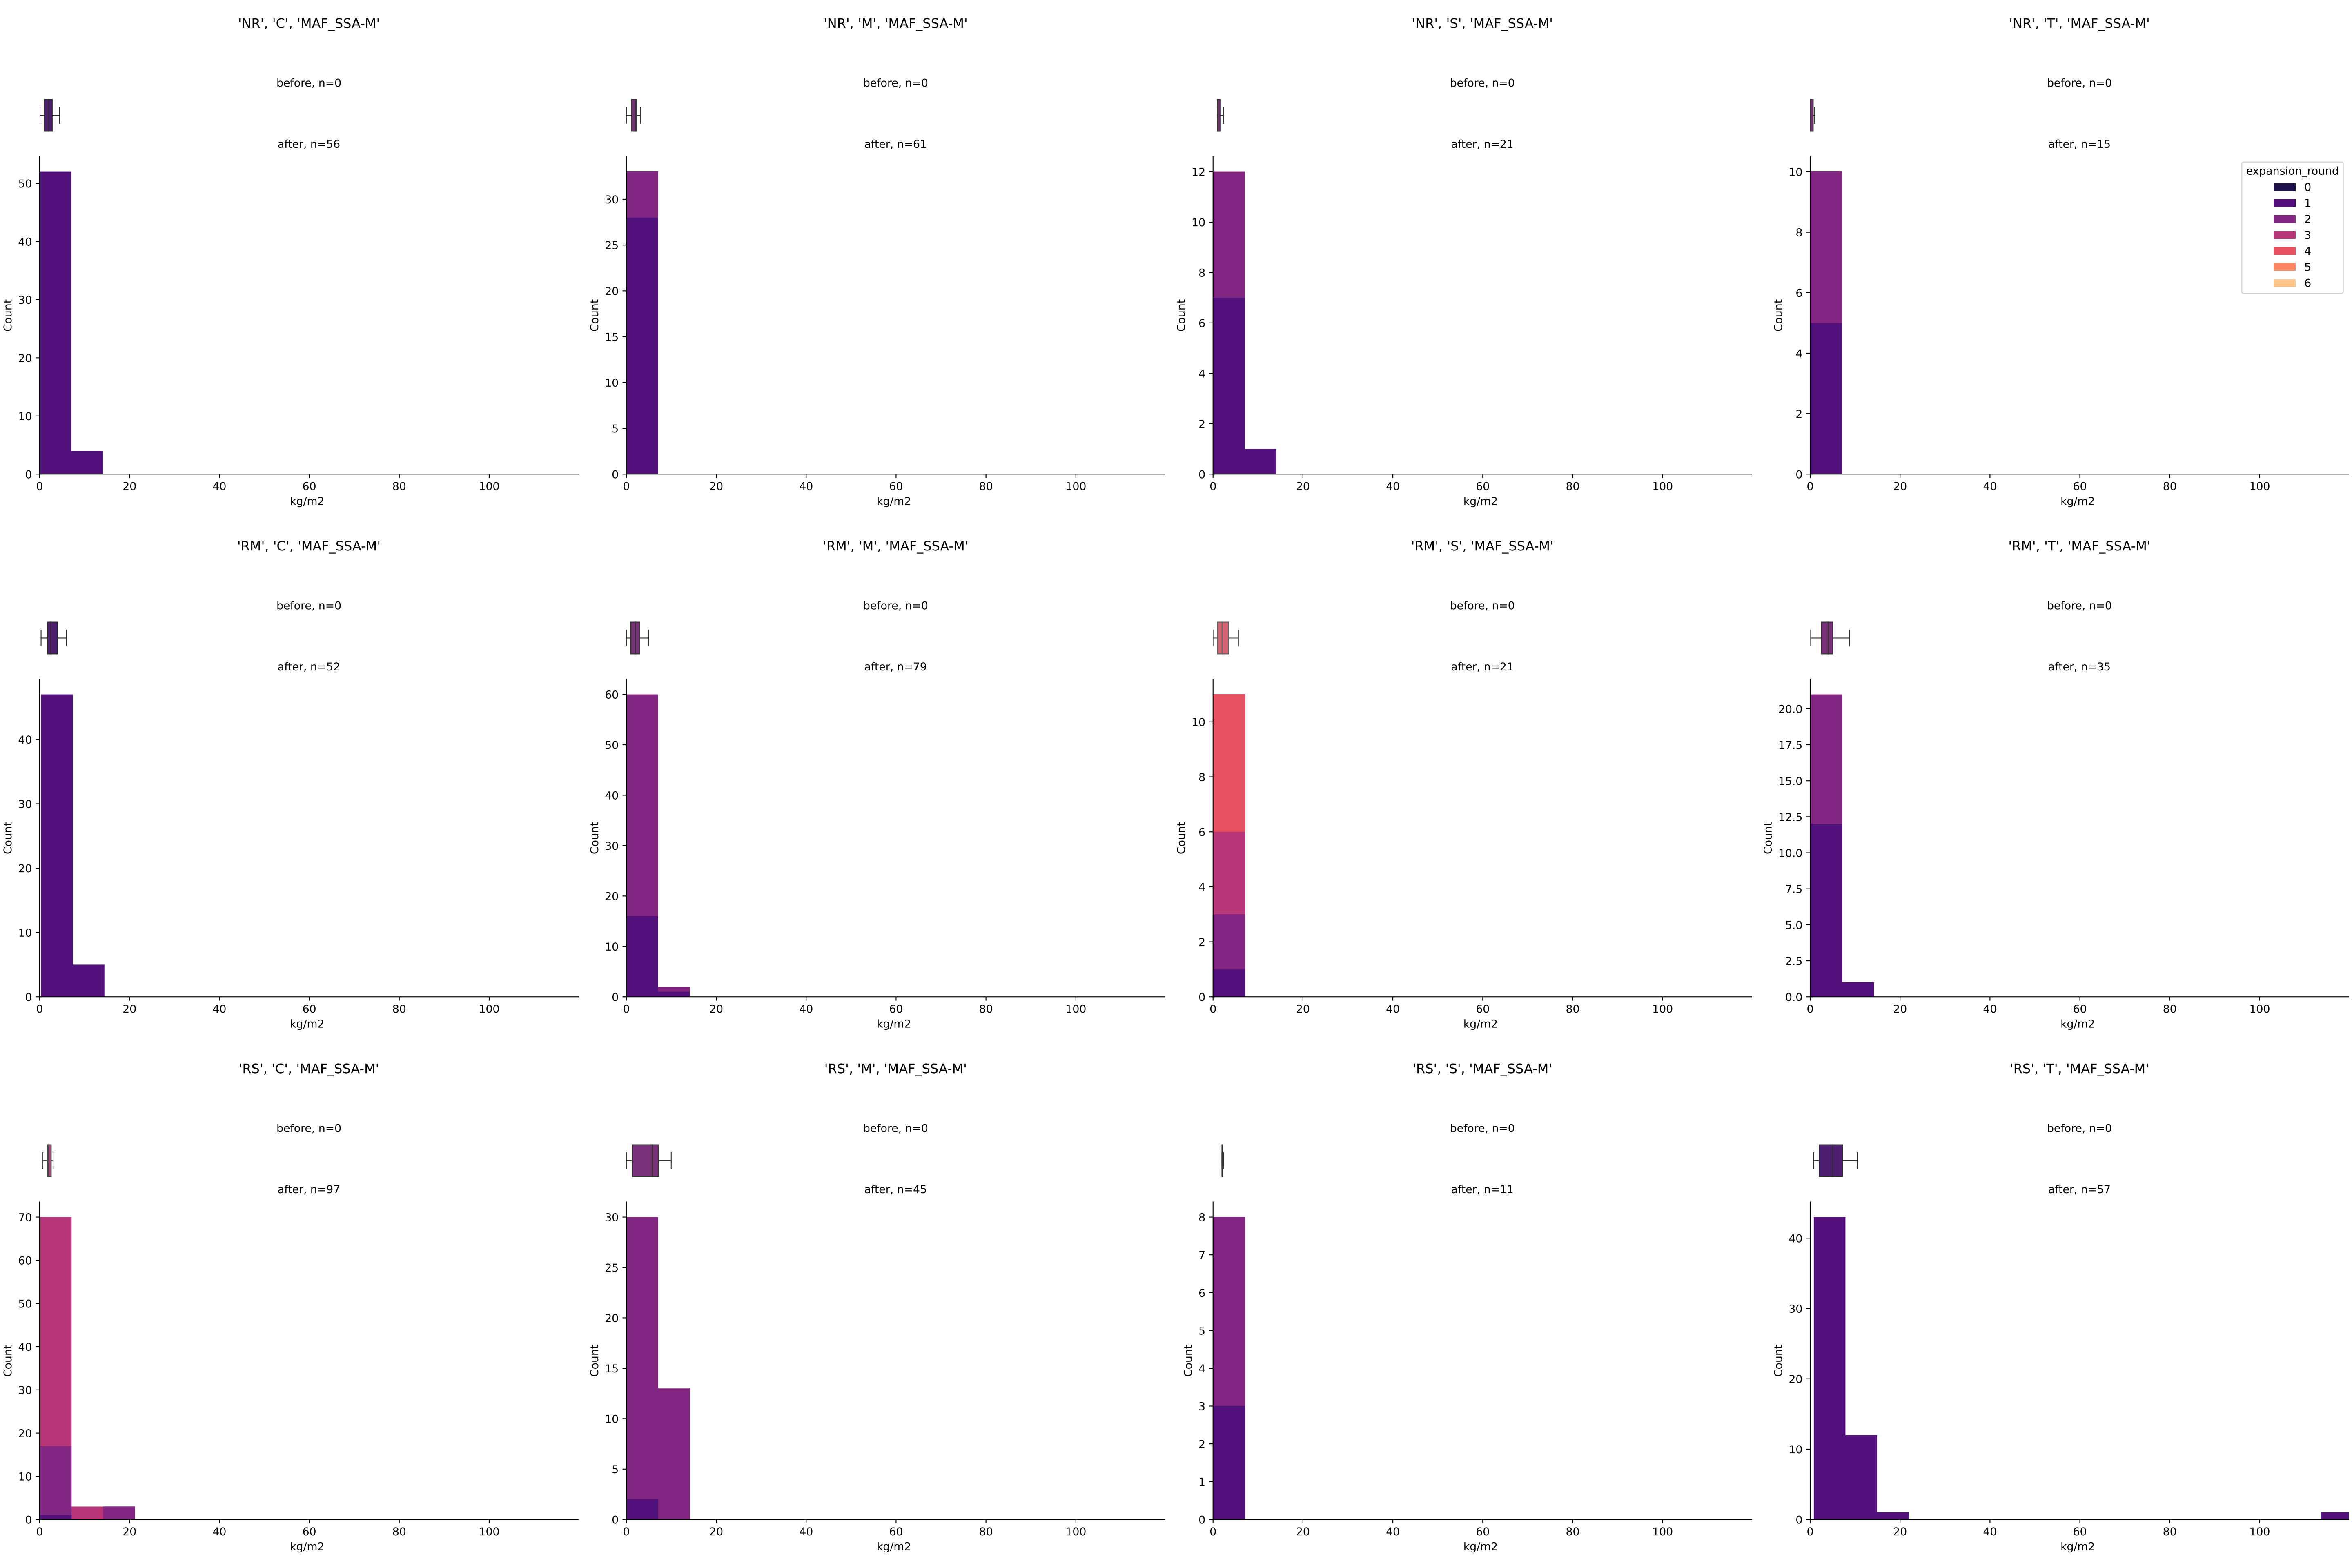 'NR', 'C', 'MAF_SSA-M'
before, n=0
after, n=56
Count
50
40
30
20
10
0
0 20 40 60 80 100
kg/m2
'NR', 'M', 'MAF_SSA-M'
before, n=0
after, n=61
Count
30
25
20
15
10
5
0
0 20 40 60 80 100
kg/m2
'NR', 'S', 'MAF_SSA-M'
before, n=0
after, n=21
Count
12
10
8
6
4
2
0
0 20 40 60 80 100
kg/m2
'NR', 'T', 'MAF_SSA-M'
before, n=0
after, n=15
Count
10
8
6
4
2
0
0 20 40 60 80 100
kg/m2
expansion_round
0
1
2
3
4
5
6
'RM', 'C', 'MAF_SSA-M'
before, n=0
after, n=52
Count
40
30
20
10
0
0 20 40 60 80 100
kg/m2
'RM', 'M', 'MAF_SSA-M'
before, n=0
after, n=79
Count
60
50
40
30
20
10
0
0 20 40 60 80 100
kg/m2
'RM', 'S', 'MAF_SSA-M'
before, n=0
after, n=21
Count
10
8
6
4
2
0
0 20 40 60 80 100
kg/m2
'RM', 'T', 'MAF_SSA-M'
before, n=0
after, n=35
Count
20.0
17.5
15.0
12.5
10.0
7.5
5.0
2.5
0.0
0 20 40 60 80 100
kg/m2
'RS', 'C', 'MAF_SSA-M'
before, n=0
after, n=97
Count
70
60
50
40
30
20
10
0
0 20 40 60 80 100
kg/m2
'RS', 'M', 'MAF_SSA-M'
before, n=0
after, n=45
Count
30
25
20
15
10
5
0
0 20 40 60 80 100
kg/m2
'RS', 'S', 'MAF_SSA-M'
before, n=0
after, n=11
Count
8
7
6
5
4
3
2
1
0
0 20 40 60 80 100
kg/m2
'RS', 'T', 'MAF_SSA-M'
before, n=0
after, n=57
Count
40
30
20
10
0
0 20 40 60 80 100
kg/m2